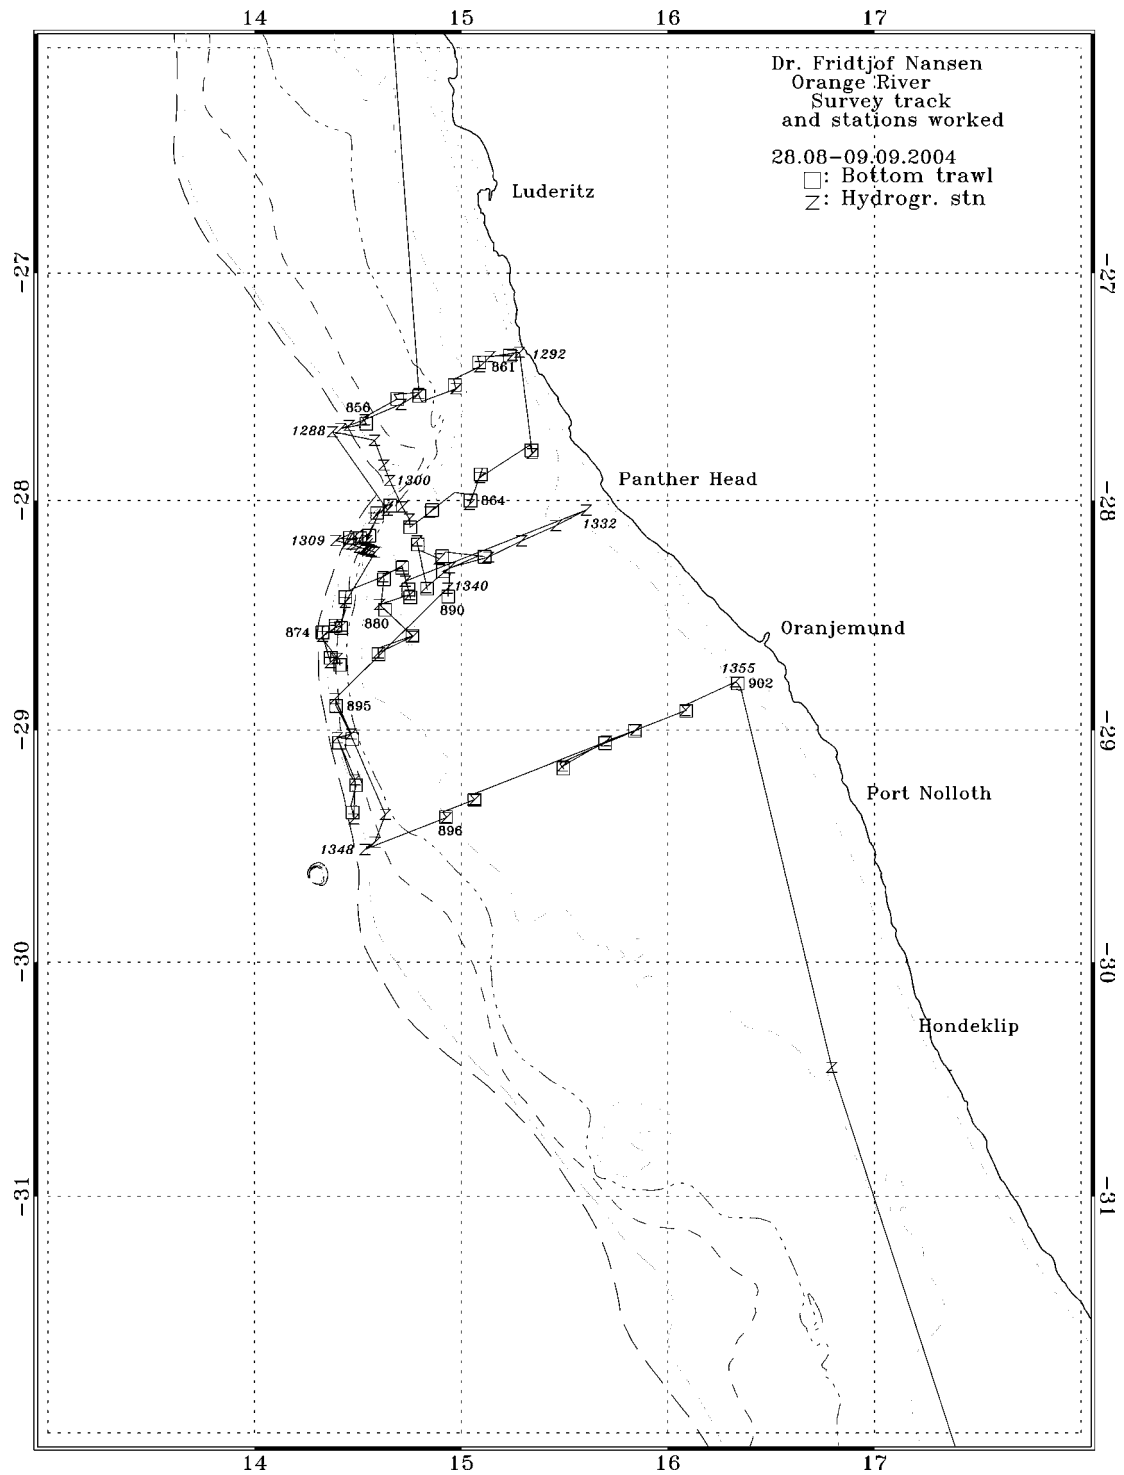 14 15 16 17
Dr. Fridtjof Nansen
Orange River
Survey track
and stations worked
28.08-09.09.2004
: Bottom trawl
: Hydrogr. stn
Luderitz
-27 -27
1292
861
856
1288
1300
Panther Head
-28 864 -28
1332
1309
1340
890
880
874
Oranjemund
1355
902
895
-29 -29
Port Nolloth
896
1348
-30 -30
Hondeklip
-31 -31
14 15 16 17